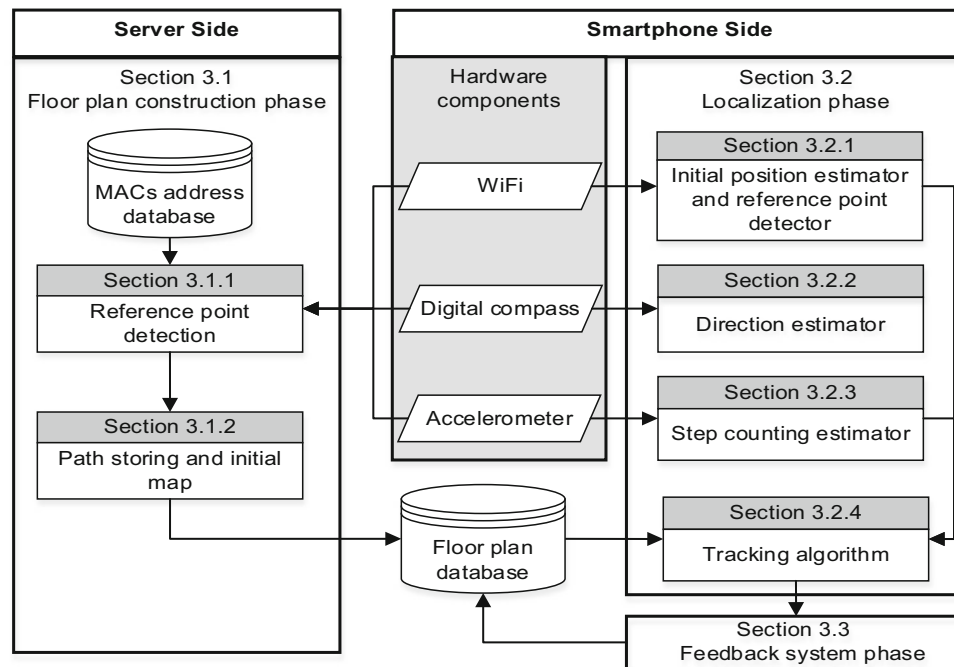 Server Side
Section 3.1
Floor plan construction phase
MACs address
database
Section 3.1.1
Reference point
detection
Section 3.1.2
Path storing and initial
map
Smartphone Side
Hardware
components
WiFi
Digital compass
Accelerometer
Floor plan
database
Section 3.2
Localization phase
Section 3.2.1
Initial position estimator
and reference point
detector
Section 3.2.2
Direction estimator
Section 3.2.3
Step counting estimator
Section 3.2.4
Tracking algorithm
Section 3.3
Feedback system phase